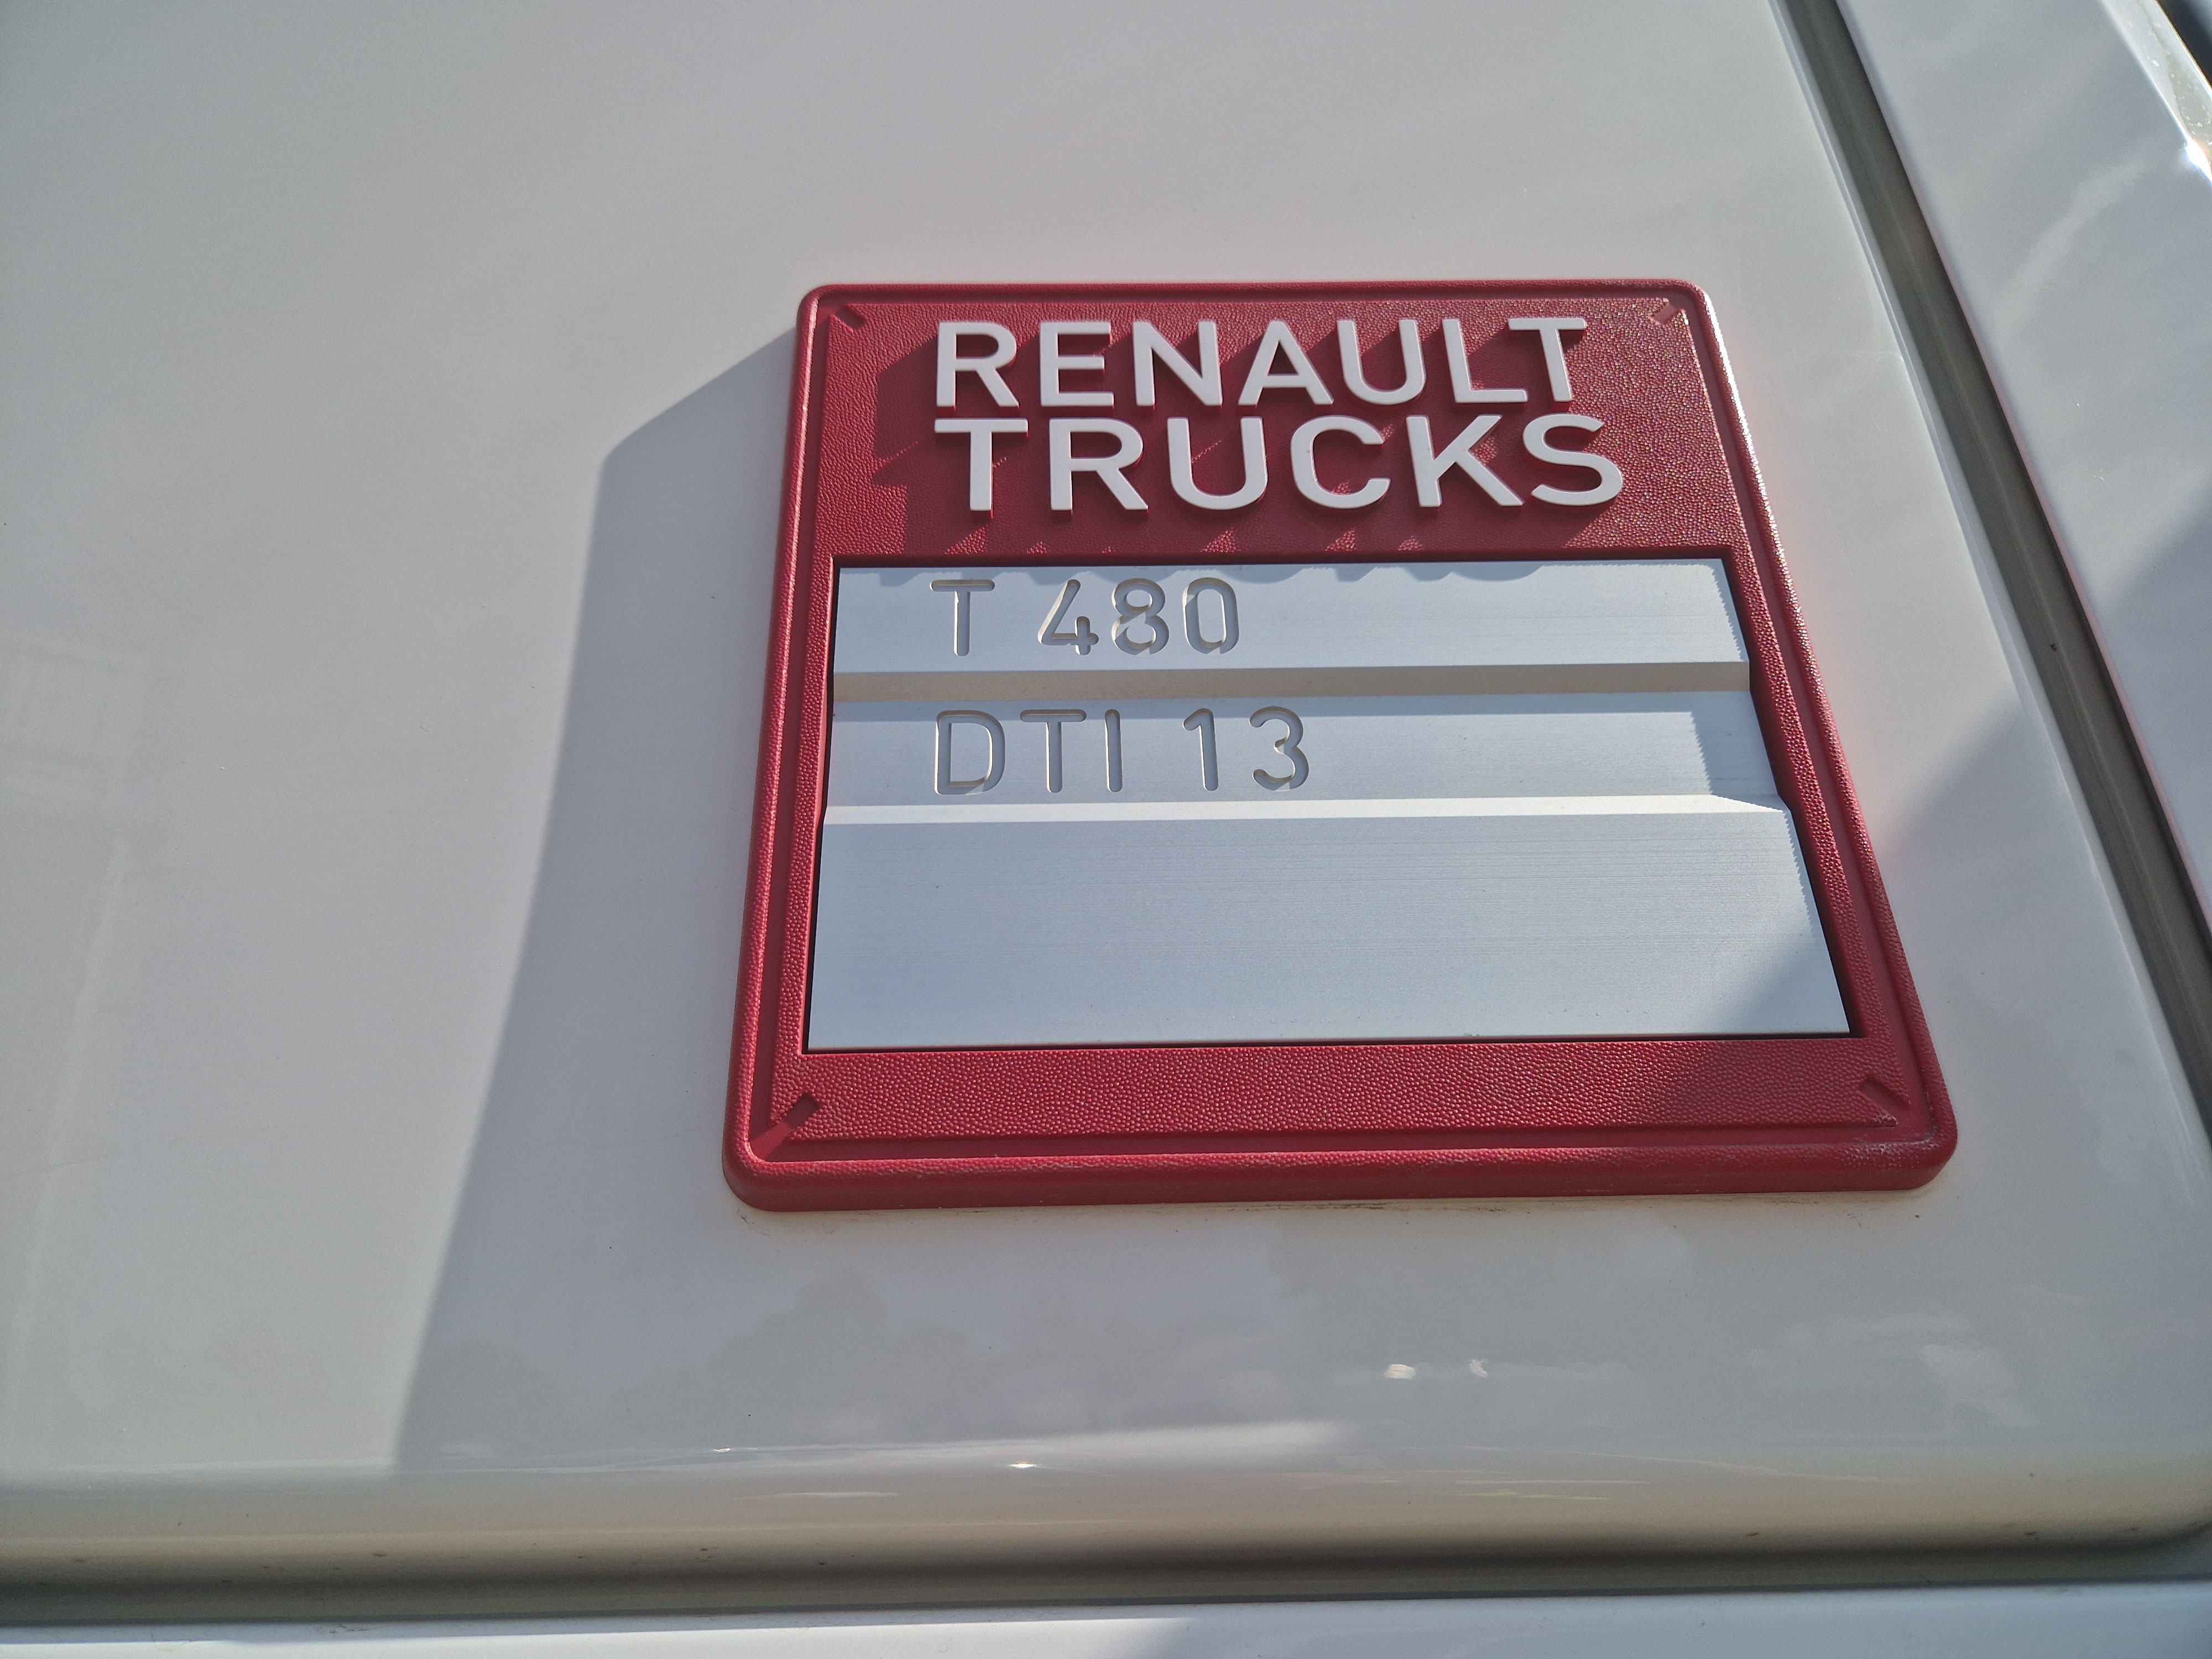 RENAULT
TRUCKS
T 480
DTI 13